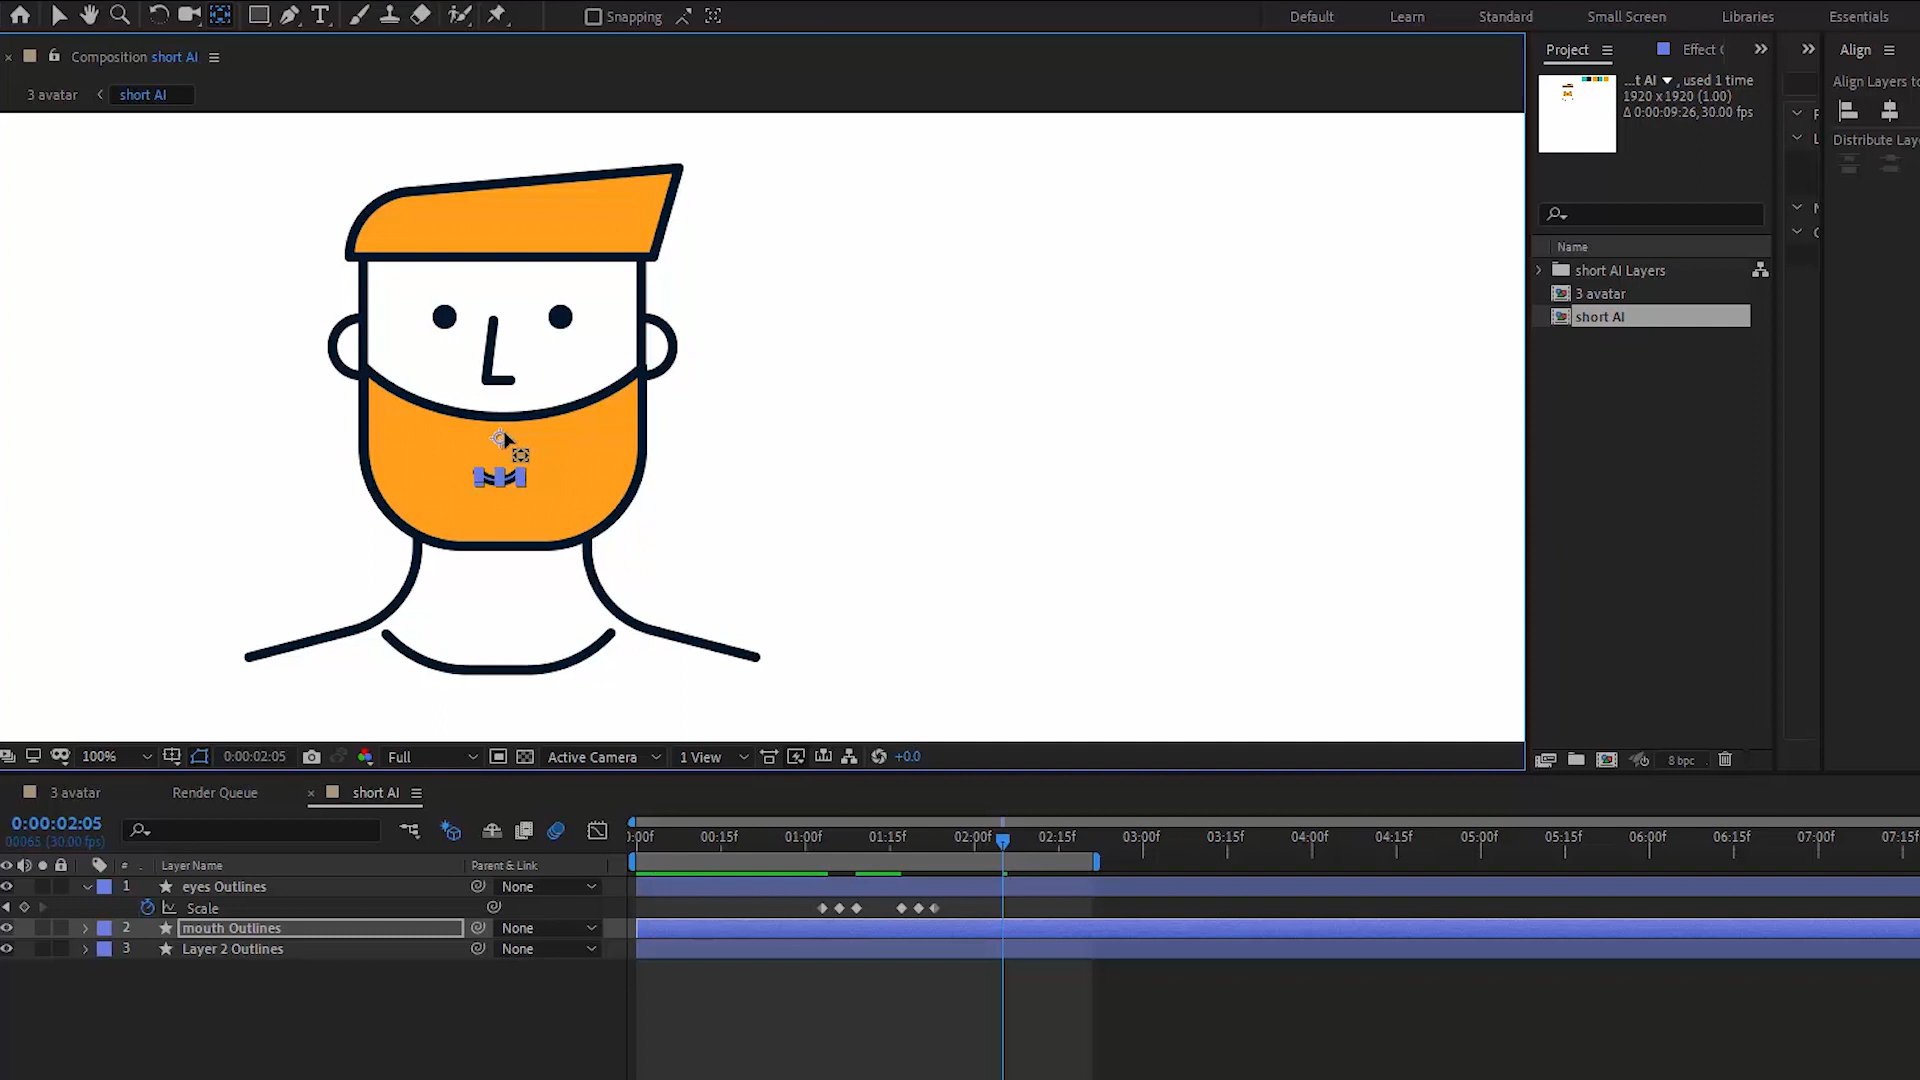 Snapping
Default
Learn
Standard
Small Screen
Libraries
Essentials
Composition short AI
3 avatar
short AI
Project
Effect
Align
...t AI , used 1 time
1920 x 1920 (1.00)
Δ 0:00:09:26, 30.00 fps
Align Layers to
Distribute Laye
Name
short AI Layers
3 avatar
short AI
100%
0:00:02:05
Full
Active Camera
1 View
+0.0
8 bpc
3 avatar
Render Queue
short AI
0:00:02:05
00065 (30.00 fps)
):00f
00:15f
01:00f
01:15f
02:00f
02:15f
03:00f
03:15f
04:00f
04:15f
05:00f
05:15f
06:00f
06:15f
07:00f
07:15f
#
Layer Name
Parent & Link
1
eyes Outlines
None
Scale
2
mouth Outlines
None
3
Layer 2 Outlines
None